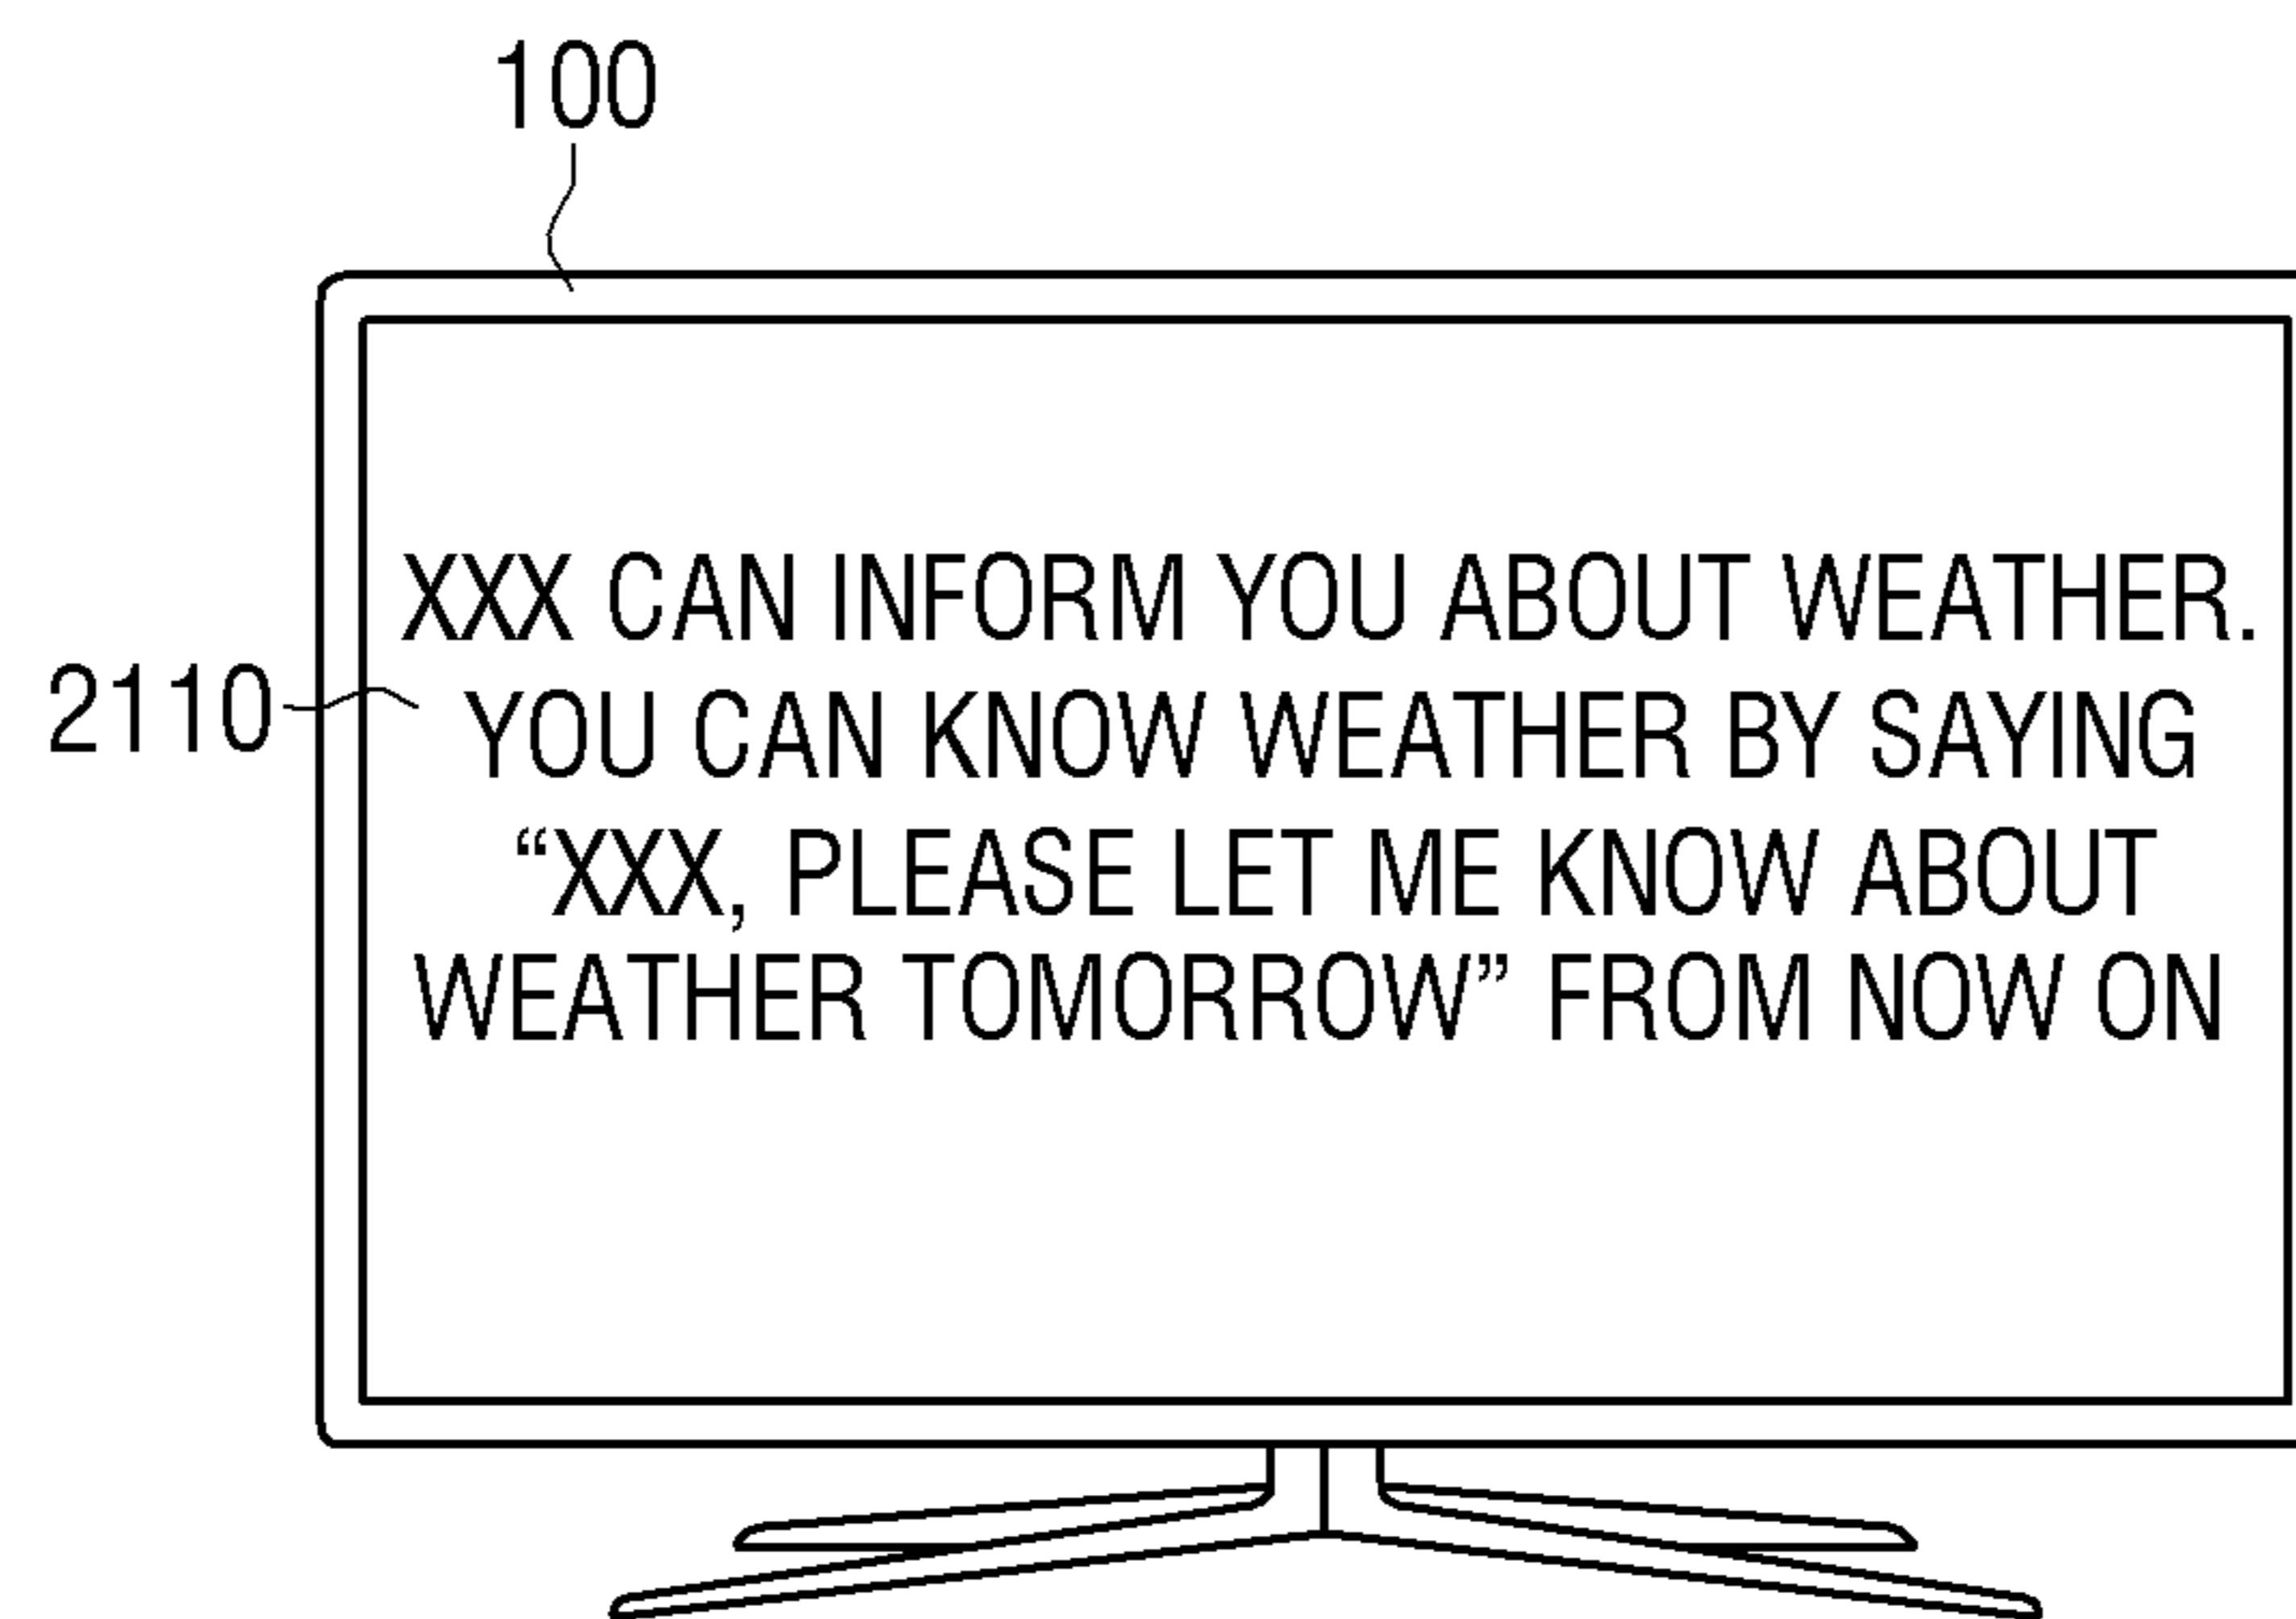 100
XXX CAN INFORM YOU ABOUT WEATHER.
2110
YOU CAN KNOW WEATHER BY SAYING
“XXX, PLEASE LET ME KNOW ABOUT
WEATHER TOMORROW” FROM NOW ON